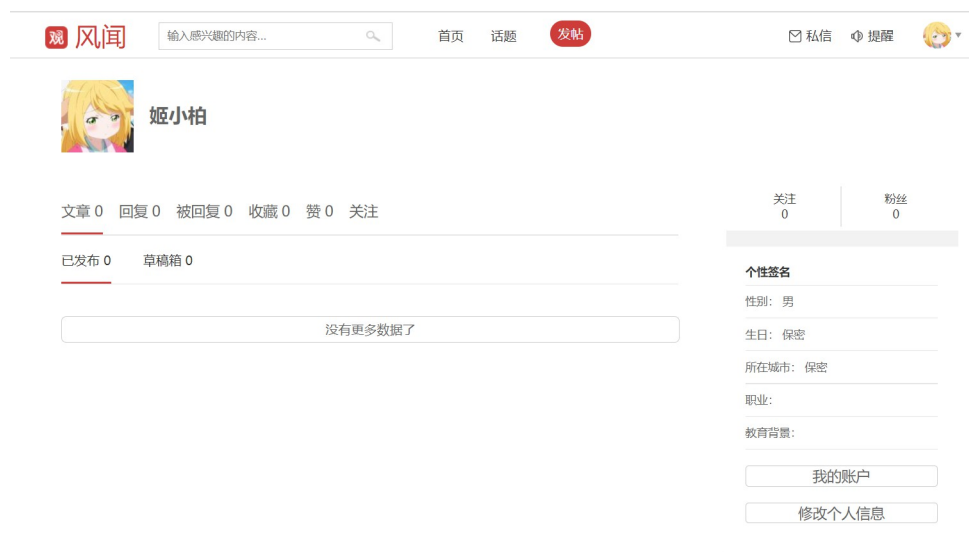 观 风闻 输入感兴趣的内容... 首页 话题 发帖 私信 提醒
姬小柏
文章 0 回复 0 被回复 0 收藏 0 赞 0 关注
已发布 0 草稿箱 0
没有更多数据了
关注 粉丝
0 0
个性签名
性别： 男
生日： 保密
所在城市： 保密
职业：
教育背景：
我的账户
修改个人信息